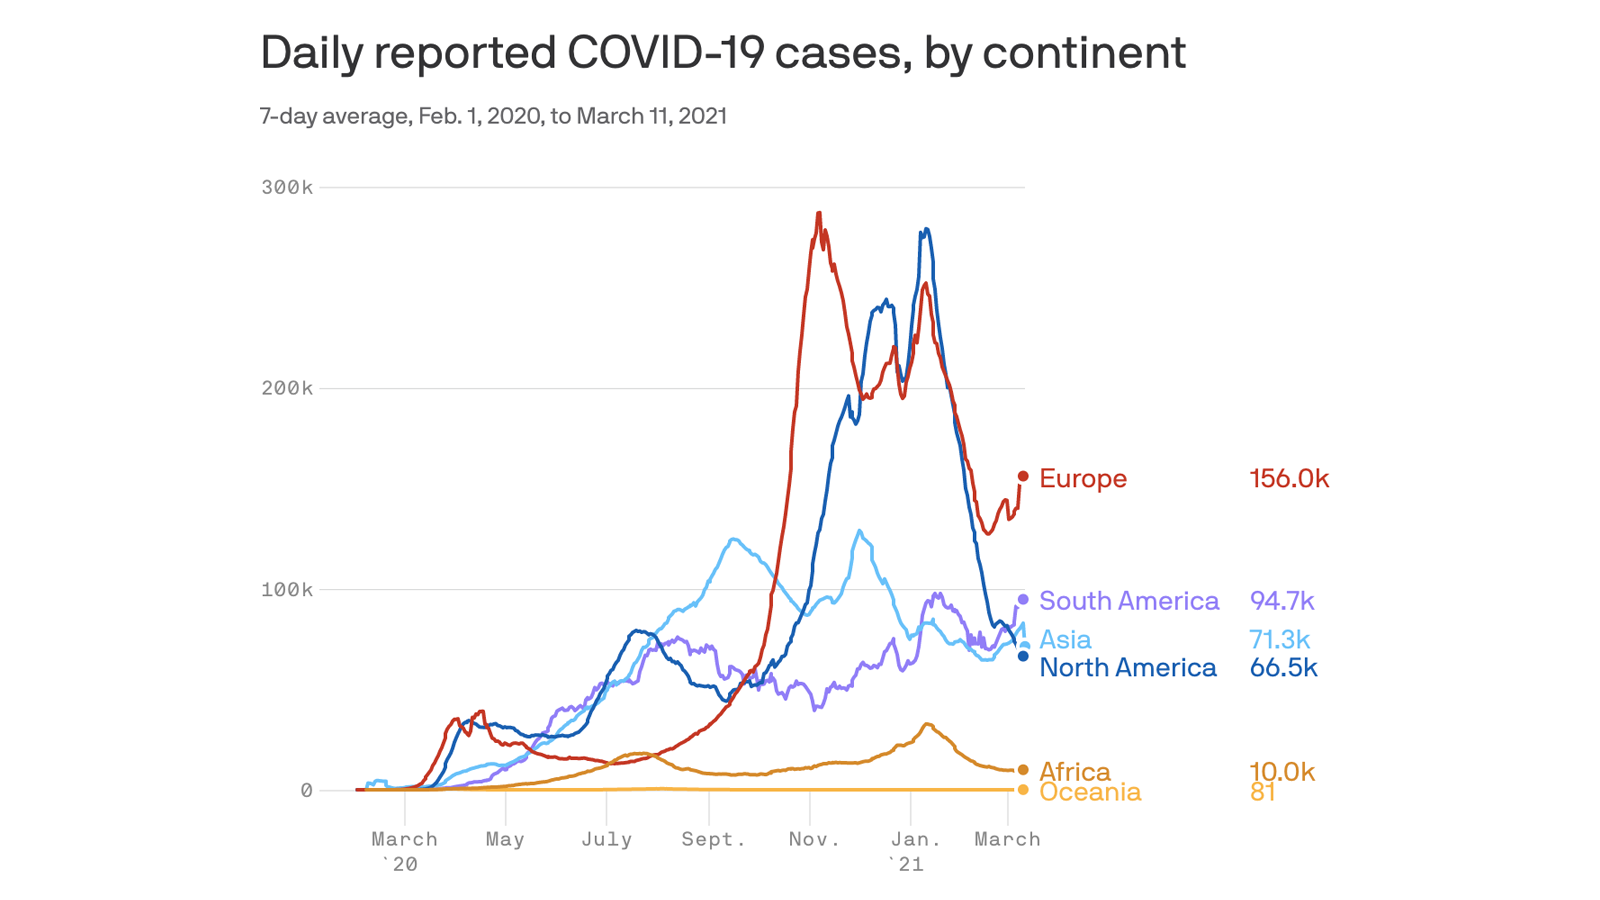 Daily reported COVID-19 cases, by continent
7-day average, Feb. 1, 2020, to March 11, 2021
300k
200k
100k
0
Europe 156.0k
South America 94.7k
Asia 71.3k
North America 66.5k
Africa 10.0k
Oceania 81
March May July Sept. Nov. Jan. March
`20 `21